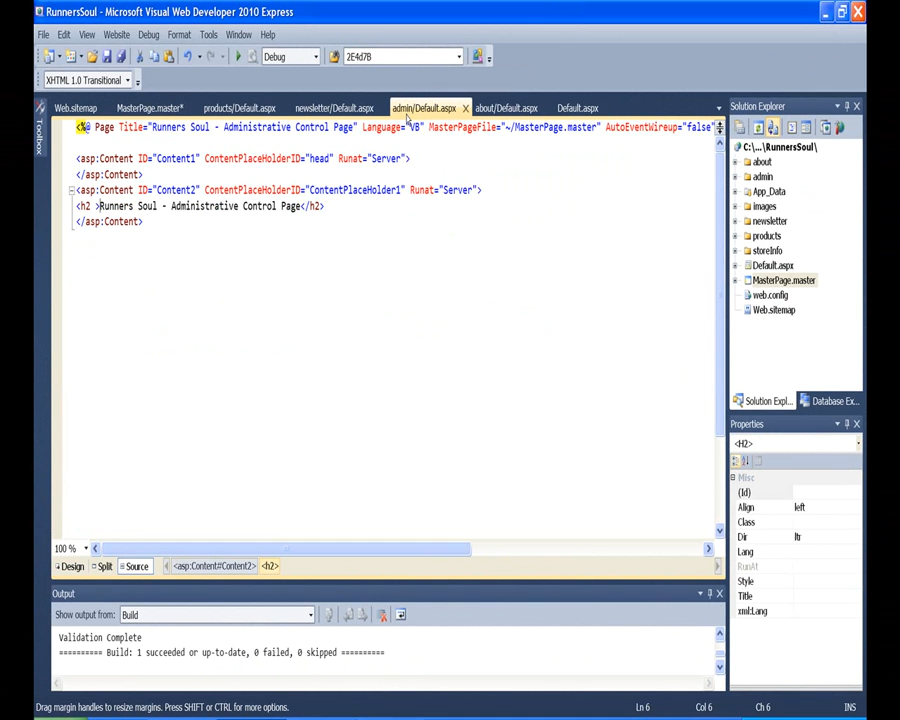 RunnersSoul - Microsoft Visual Web Developer 2010 Express
File Edit View Website Debug Format Tools Window Help
Debug 2E4d7B
XHTML 1.0 Transitional
Toolbox
Web.sitemap MasterPage.master* products/Default.aspx newsletter/Default.aspx admin/Default.aspx about/Default.aspx Default.aspx
<%@ Page Title="Runners Soul - Administrative Control Page" Language="VB" MasterPageFile="~/MasterPage.master" AutoEventWireup="false"
<asp:Content ID="Content1" ContentPlaceHolderID="head" Runat="Server">
</asp:Content>
<asp:Content ID="Content2" ContentPlaceHolderID="ContentPlaceHolder1" Runat="Server">
<h2 >Runners Soul - Administrative Control Page</h2>
</asp:Content>
100 %
Design Split Source <asp:Content#Content2> <h2>
Output
Show output from: Build
Validation Complete
========== Build: 1 succeeded or up-to-date, 0 failed, 0 skipped ==========
Solution Explorer
C:\...\RunnersSoul\
about
admin
App_Data
images
newsletter
products
storeInfo
Default.aspx
MasterPage.master
web.config
Web.sitemap
Solution Expl... Database Ex...
Properties
<H2>
Misc
(Id)
Align left
Class
Dir ltr
Lang
RunAt
Style
Title
xml:Lang
Drag margin handles to resize margins. Press SHIFT or CTRL for more options. Ln 6 Col 6 Ch 6 INS